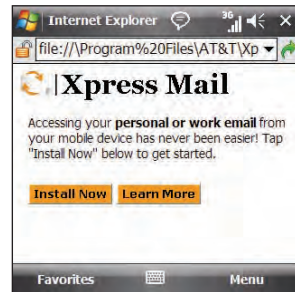 Internet Explorer
36
file://\Program%20Files\AT&T\Xp
Xpress Mail
Accessing your personal or work email from
your mobile device has never been easier! Tap
"Install Now" below to get started.
Install Now Learn More
Favorites Menu